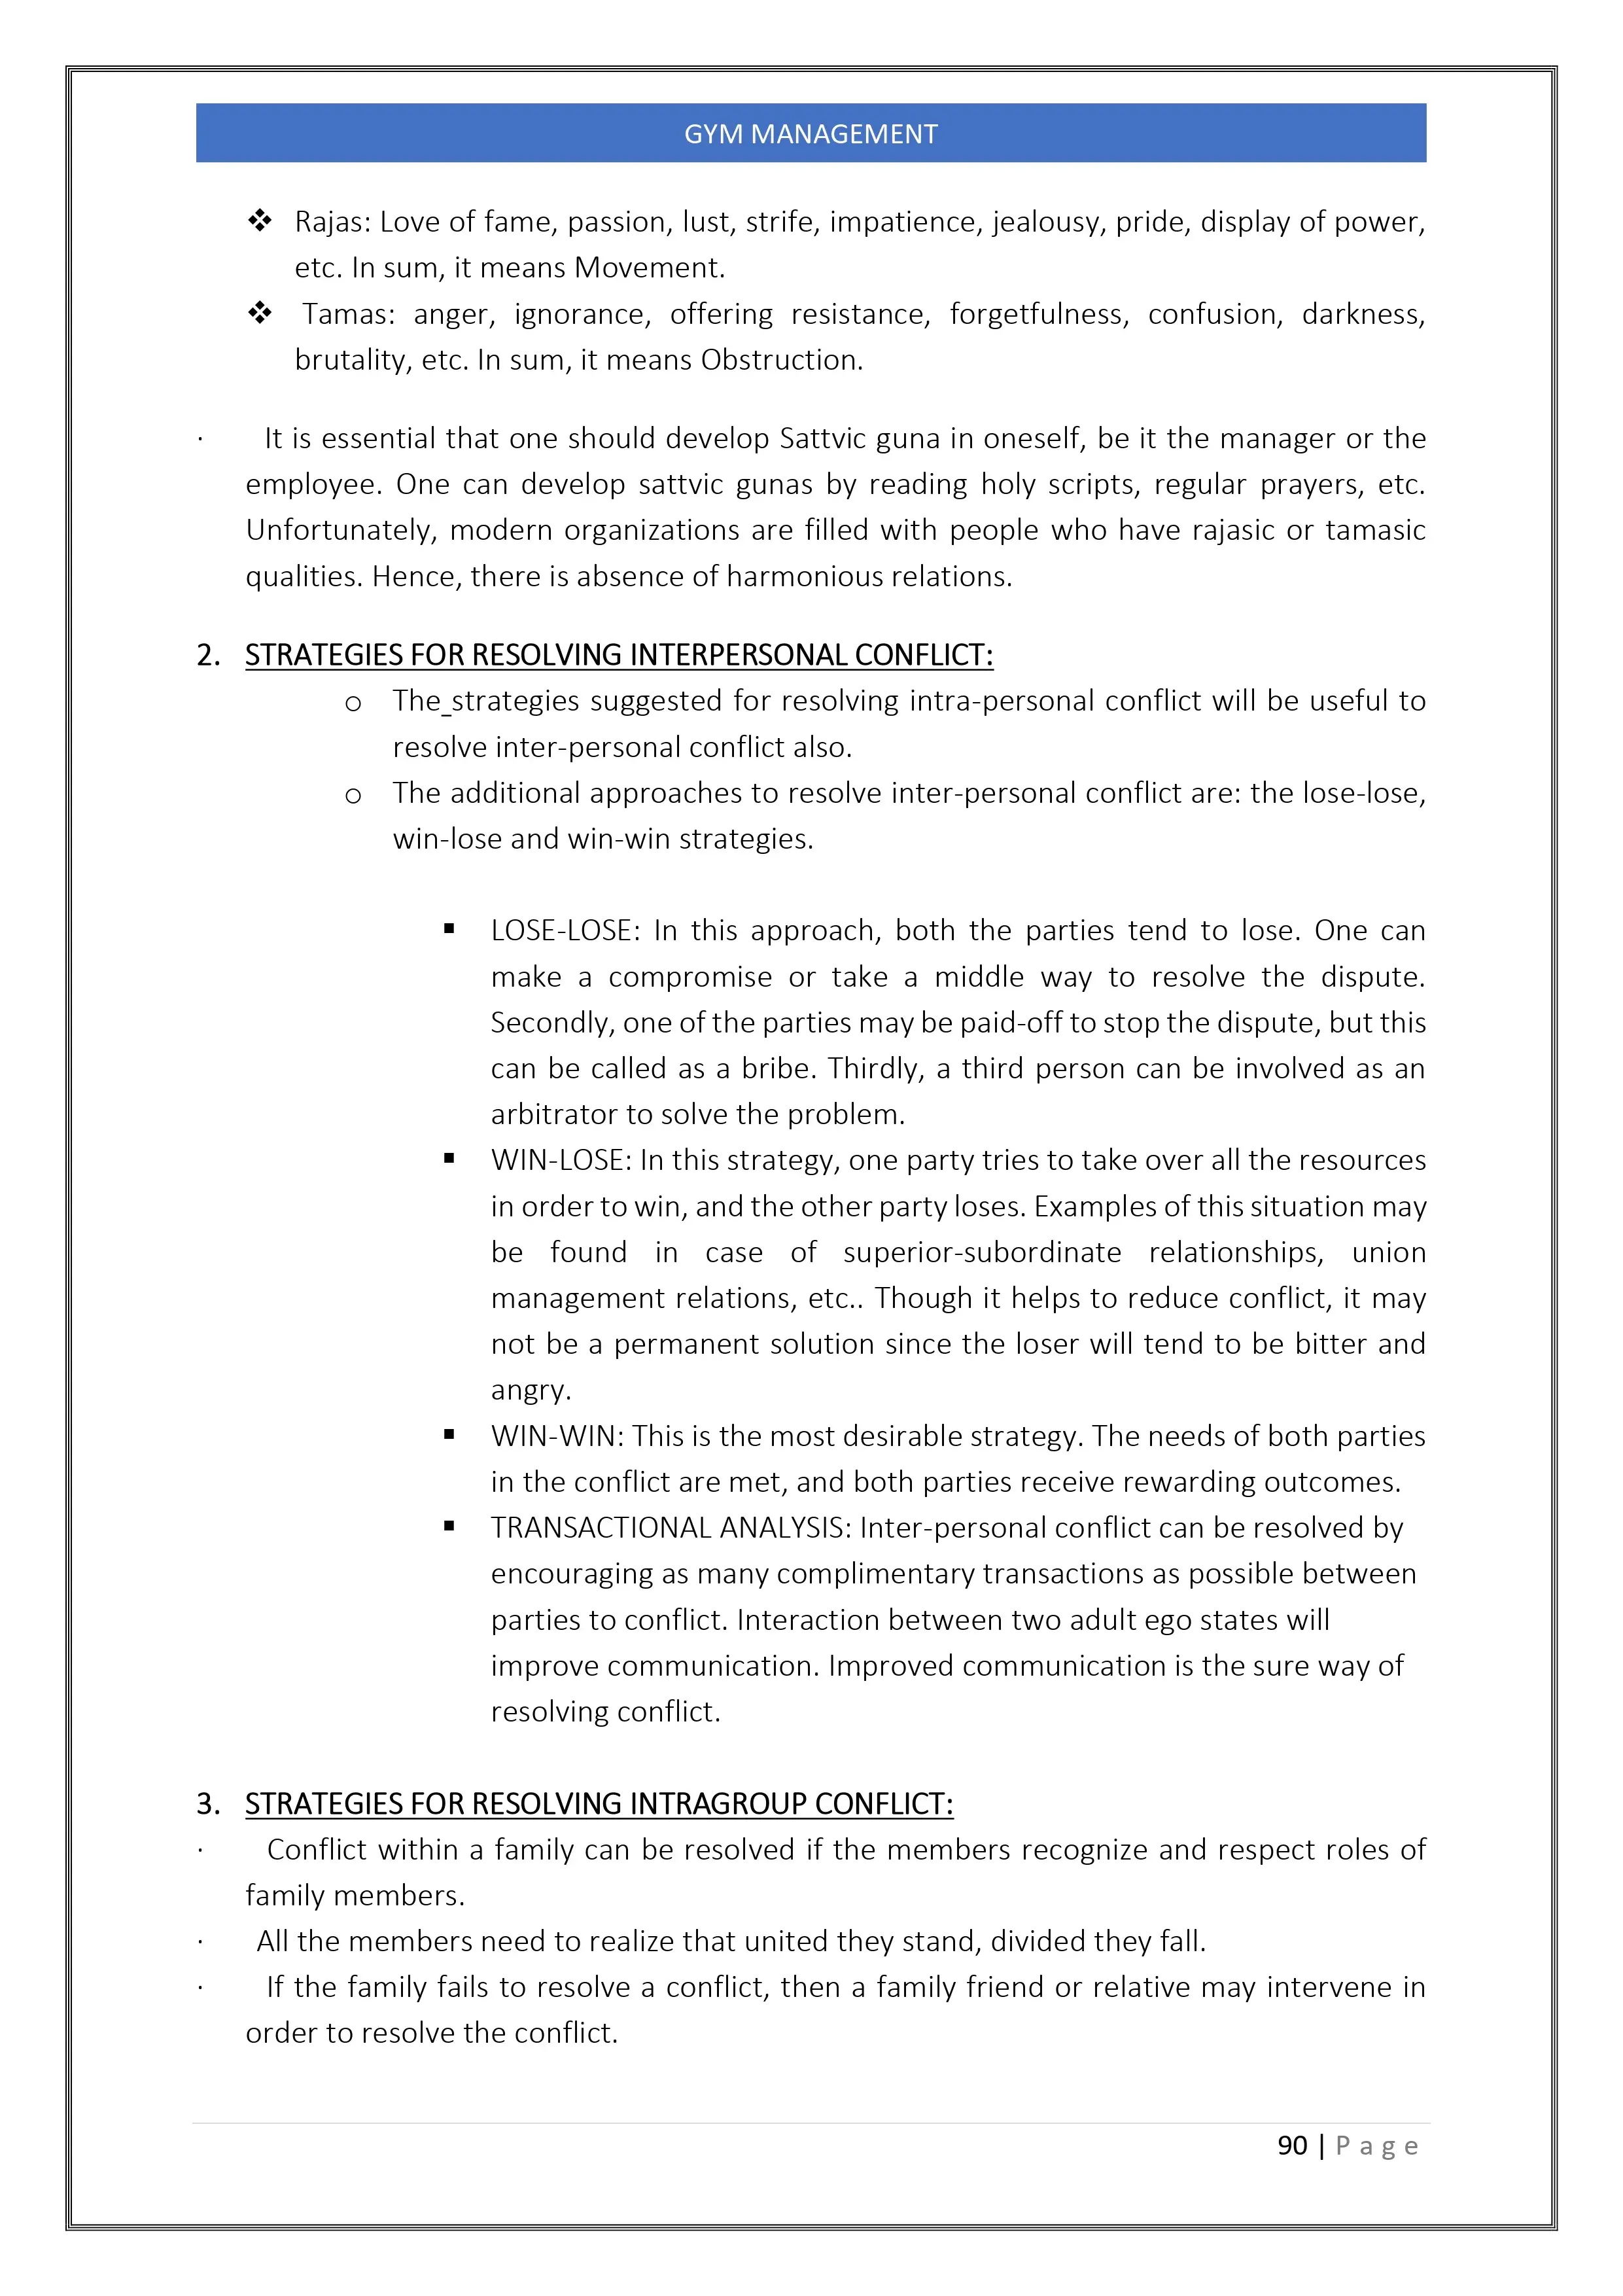 GYM MANAGEMENT
❖ Rajas: Love of fame, passion, lust, strife, impatience, jealousy, pride, display of power,
etc. In sum, it means Movement.
❖ Tamas: anger, ignorance, offering resistance, forgetfulness, confusion, darkness,
brutality, etc. In sum, it means Obstruction.
· It is essential that one should develop Sattvic guna in oneself, be it the manager or the
employee. One can develop sattvic gunas by reading holy scripts, regular prayers, etc.
Unfortunately, modern organizations are filled with people who have rajasic or tamasic
qualities. Hence, there is absence of harmonious relations.
2. STRATEGIES FOR RESOLVING INTERPERSONAL CONFLICT:
o The strategies suggested for resolving intra-personal conflict will be useful to
resolve inter-personal conflict also.
o The additional approaches to resolve inter-personal conflict are: the lose-lose,
win-lose and win-win strategies.
▪ LOSE-LOSE: In this approach, both the parties tend to lose. One can
make a compromise or take a middle way to resolve the dispute.
Secondly, one of the parties may be paid-off to stop the dispute, but this
can be called as a bribe. Thirdly, a third person can be involved as an
arbitrator to solve the problem.
▪ WIN-LOSE: In this strategy, one party tries to take over all the resources
in order to win, and the other party loses. Examples of this situation may
be found in case of superior-subordinate relationships, union
management relations, etc.. Though it helps to reduce conflict, it may
not be a permanent solution since the loser will tend to be bitter and
angry.
▪ WIN-WIN: This is the most desirable strategy. The needs of both parties
in the conflict are met, and both parties receive rewarding outcomes.
▪ TRANSACTIONAL ANALYSIS: Inter-personal conflict can be resolved by
encouraging as many complimentary transactions as possible between
parties to conflict. Interaction between two adult ego states will
improve communication. Improved communication is the sure way of
resolving conflict.
3. STRATEGIES FOR RESOLVING INTRAGROUP CONFLICT:
· Conflict within a family can be resolved if the members recognize and respect roles of
family members.
· All the members need to realize that united they stand, divided they fall.
· If the family fails to resolve a conflict, then a family friend or relative may intervene in
order to resolve the conflict.
90 | Page